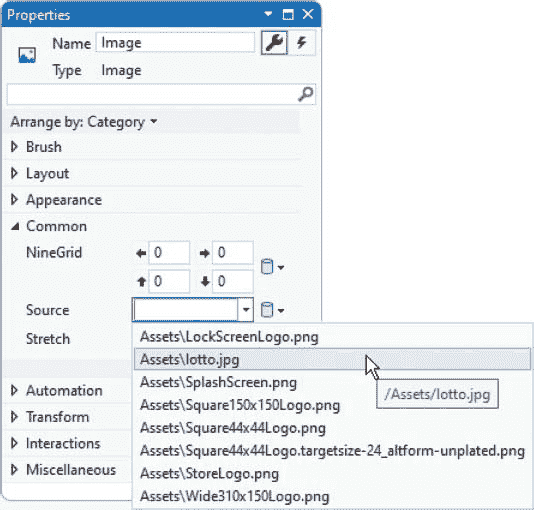 Properties
Name Image
Type Image
Arrange by: Category
Brush
Layout
Appearance
Common
NineGrid 0 0
0 0
Source
Stretch
Assets\LockScreenLogo.png
Assets\lotto.jpg
Assets\SplashScreen.png
/Assets/lotto.jpg
Assets\Square150x150Logo.png
Automation
Assets\Square44x44Logo.png
Transform
Assets\Square44x44Logo.targetsize-24_altform-unplated.png
Interactions
Assets\StoreLogo.png
Miscellaneous
Assets\Wide310x150Logo.png